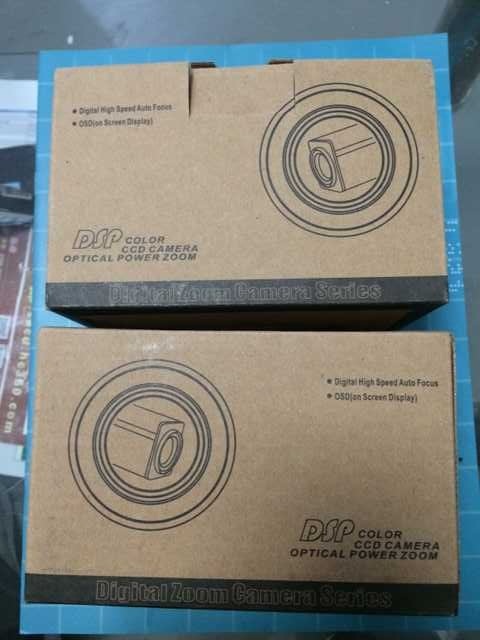 ● Digital High Speed Auto Focus
● OSD(on Screen Display)
DSP COLOR
CCD CAMERA
OPTICAL POWER ZOOM
Digital Zoom Camera Series
● Digital High Speed Auto Focus
● OSD(on Screen Display)
DSP COLOR
CCD CAMERA
OPTICAL POWER ZOOM
Digital Zoom Camera Series